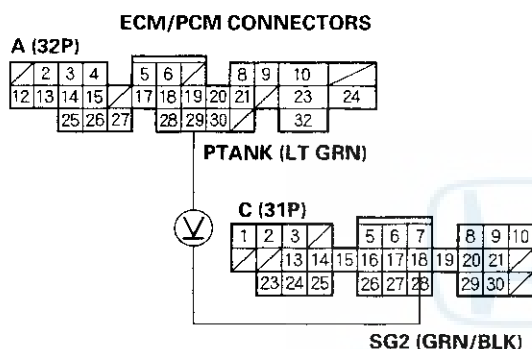 ECM/PCM CONNECTORS
A (32P)
2 3 4 5 6 8 9 10
12 13 14 15 17 18 19 20 21 23 24
25 26 27 28 29 30 32
PTANK (LT GRN)
V
C (31P)
1 2 3 5 6 7 8 9 10
13 14 15 16 17 18 19 20 21
23 24 25 26 27 28 29 30
SG2 (GRN/BLK)